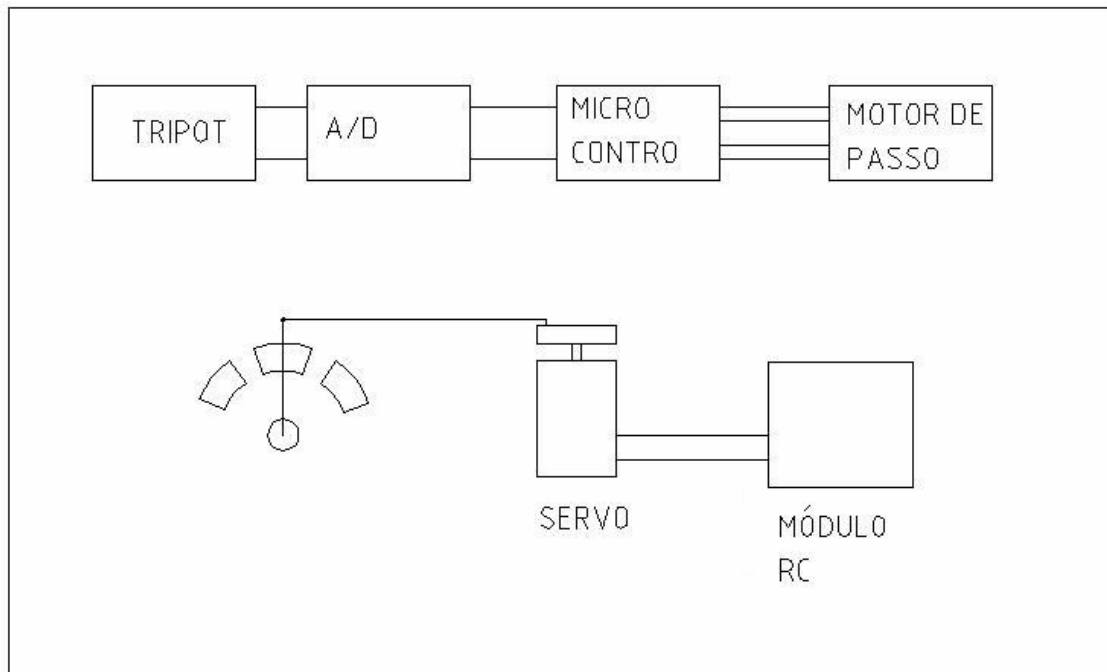 TRIPOT
A/D
MICRO
CONTRO
MOTOR DE
PASSO
SERVO
MÓDULO
RC